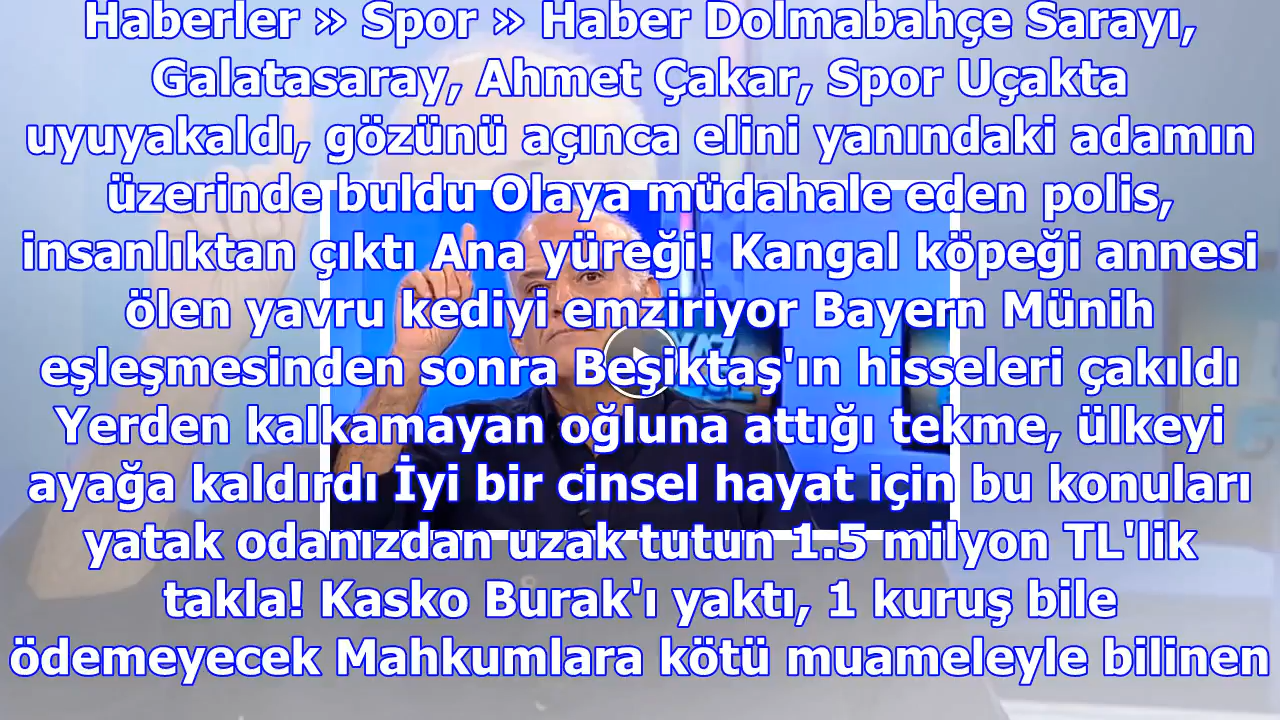 Haberler » Spor » Haber Dolmabahçe Sarayı,
Galatasaray, Ahmet Çakar, Spor Uçakta
uyuyakaldı, gözünü açınca elini yanındaki adamın
üzerinde buldu Olaya müdahale eden polis,
insanlıktan çıktı Ana yüreği! Kangal köpeği annesi
ölen yavru kediyi emziriyor Bayern Münih
eşleşmesinden sonra Beşiktaş'ın hisseleri çakıldı
Yerden kalkamayan oğluna attığı tekme, ülkeyi
ayağa kaldırdı İyi bir cinsel hayat için bu konuları
yatak odanızdan uzak tutun 1.5 milyon TL'lik
takla! Kasko Burak'ı yaktı, 1 kuruş bile
ödemeyecek Mahkumlara kötü muameleyle bilinen